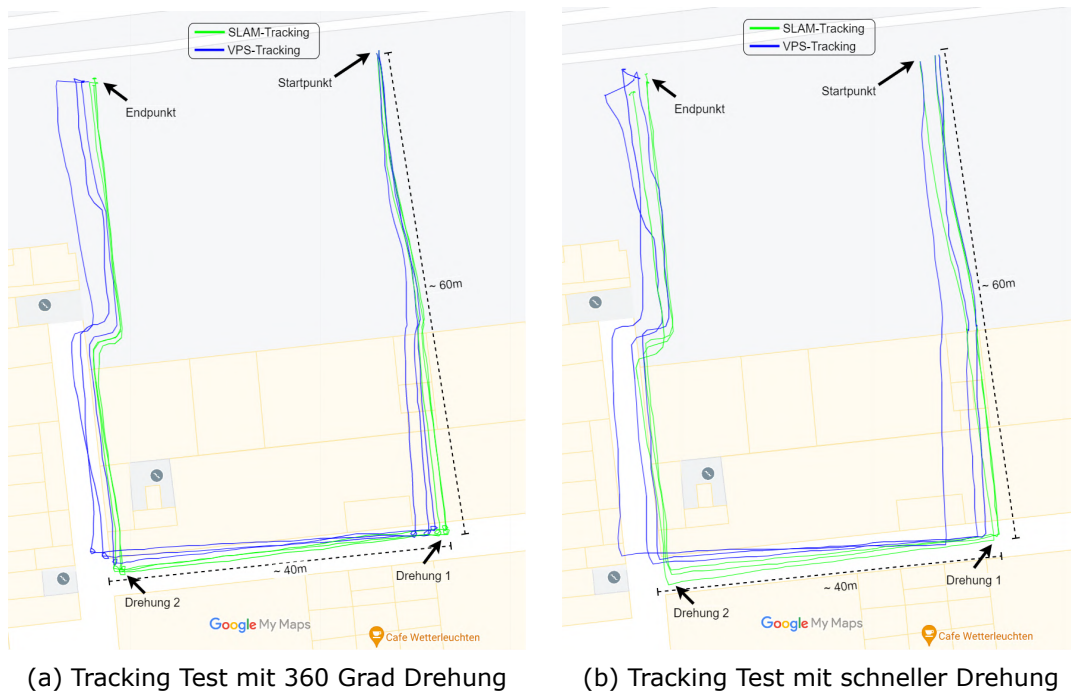 SLAM-Tracking
VPS-Tracking
Startpunkt
Endpunkt
~ 60m
~ 40m
Drehung 1
Drehung 2
Google My Maps
Cafe Wetterleuchten
(a) Tracking Test mit 360 Grad Drehung
SLAM-Tracking
VPS-Tracking
Startpunkt
Endpunkt
~ 60m
~ 40m
Drehung 1
Drehung 2
Google My Maps
Cafe Wetterleuchten
(b) Tracking Test mit schneller Drehung